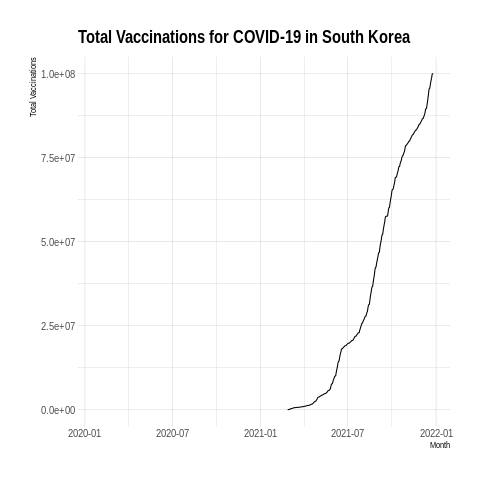 Total Vaccinations for COVID-19 in South Korea
Total Vaccinations
1.0e+08
7.5e+07
5.0e+07
2.5e+07
0.0e+00
2020-01 2020-07 2021-01 2021-07 2022-01
Month